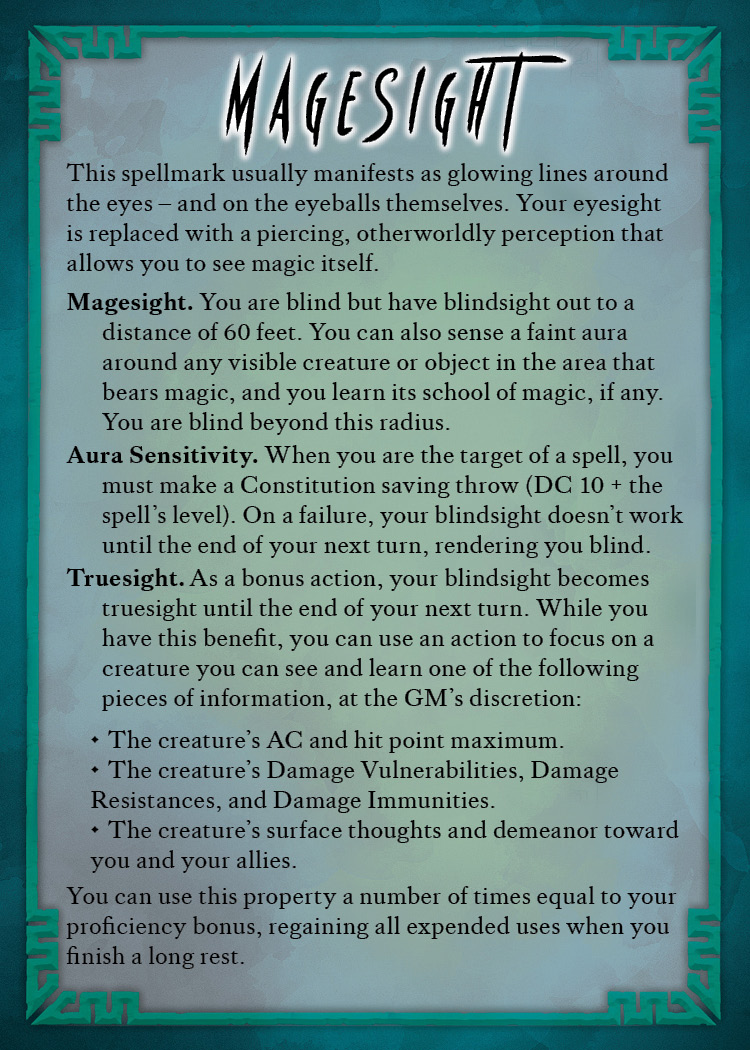 MAGESIGHT
This spellmark usually manifests as glowing lines around
the eyes – and on the eyeballs themselves. Your eyesight
is replaced with a piercing, otherworldly perception that
allows you to see magic itself.
Magesight. You are blind but have blindsight out to a
distance of 60 feet. You can also sense a faint aura
around any visible creature or object in the area that
bears magic, and you learn its school of magic, if any.
You are blind beyond this radius.
Aura Sensitivity. When you are the target of a spell, you
must make a Constitution saving throw (DC 10 + the
spell’s level). On a failure, your blindsight doesn’t work
until the end of your next turn, rendering you blind.
Truesight. As a bonus action, your blindsight becomes
truesight until the end of your next turn. While you
have this benefit, you can use an action to focus on a
creature you can see and learn one of the following
pieces of information, at the GM’s discretion:
• The creature’s AC and hit point maximum.
• The creature’s Damage Vulnerabilities, Damage
Resistances, and Damage Immunities.
• The creature’s surface thoughts and demeanor toward
you and your allies.
You can use this property a number of times equal to your
proficiency bonus, regaining all expended uses when you
finish a long rest.